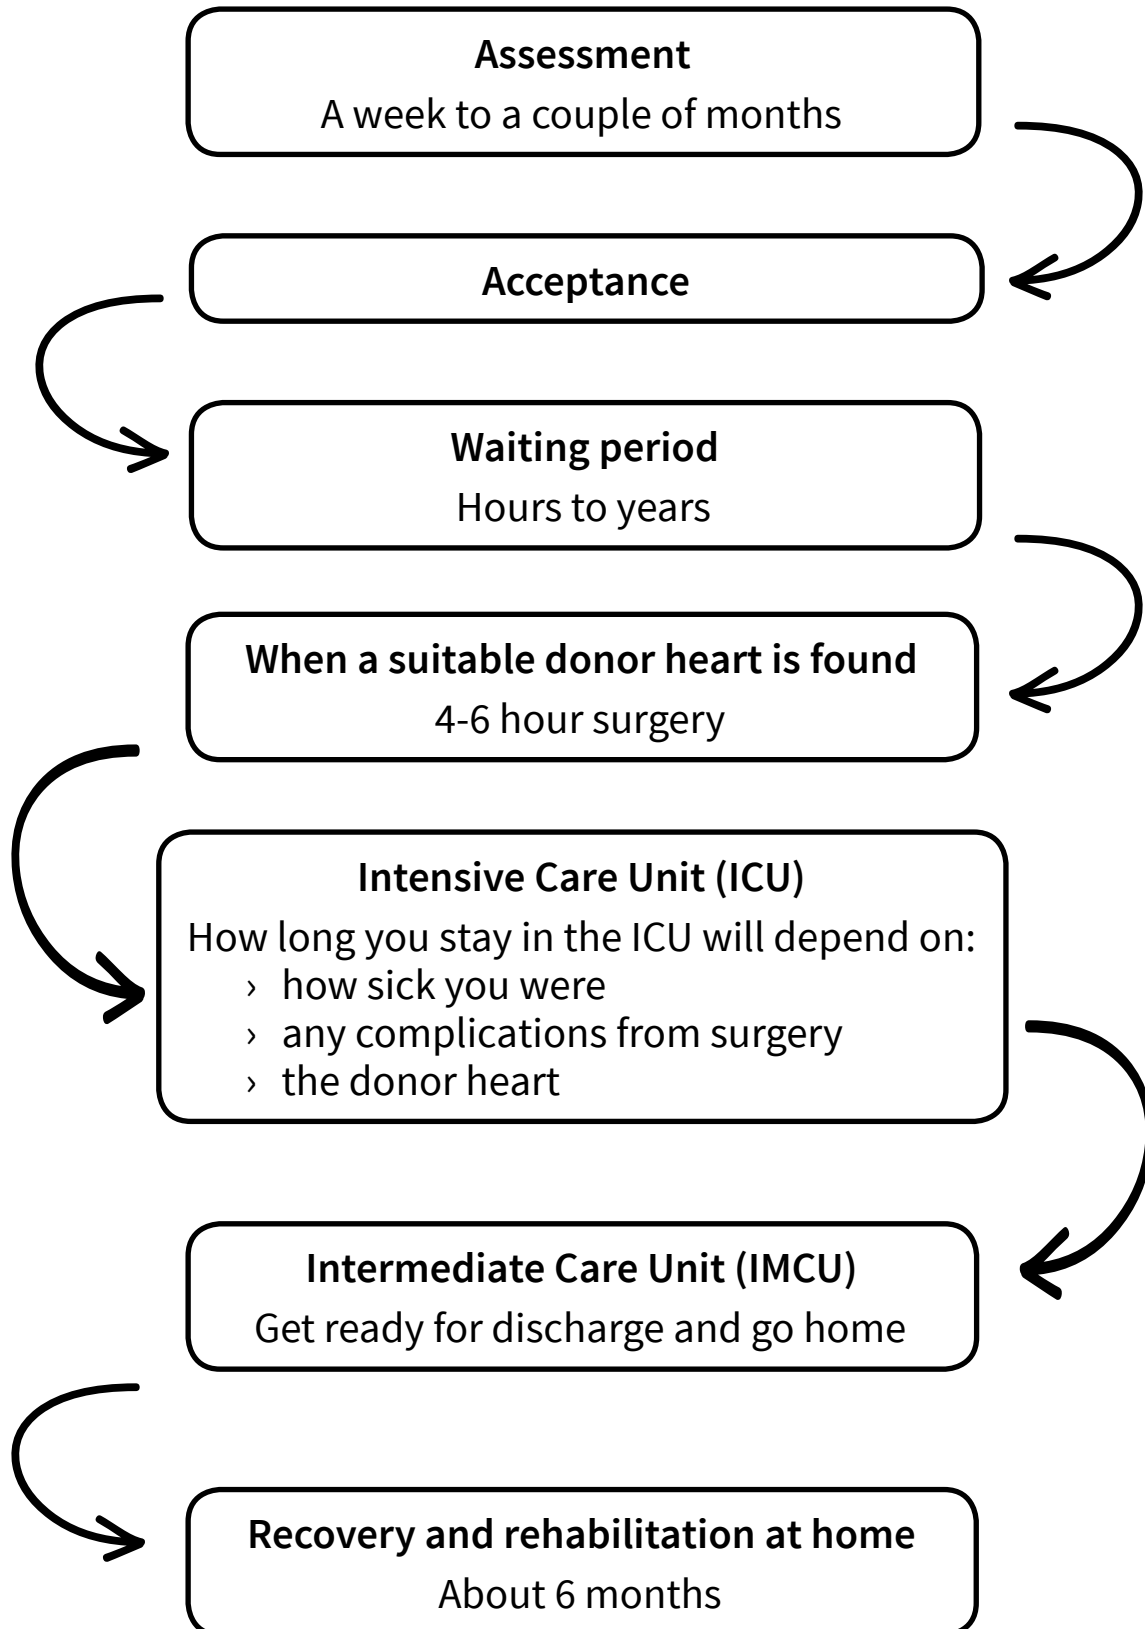 Assessment
A week to a couple of months
Acceptance
Waiting period
Hours to years
When a suitable donor heart is found
4-6 hour surgery
Intensive Care Unit (ICU)
How long you stay in the ICU will depend on:
› how sick you were
› any complications from surgery
› the donor heart
Intermediate Care Unit (IMCU)
Get ready for discharge and go home
Recovery and rehabilitation at home
About 6 months